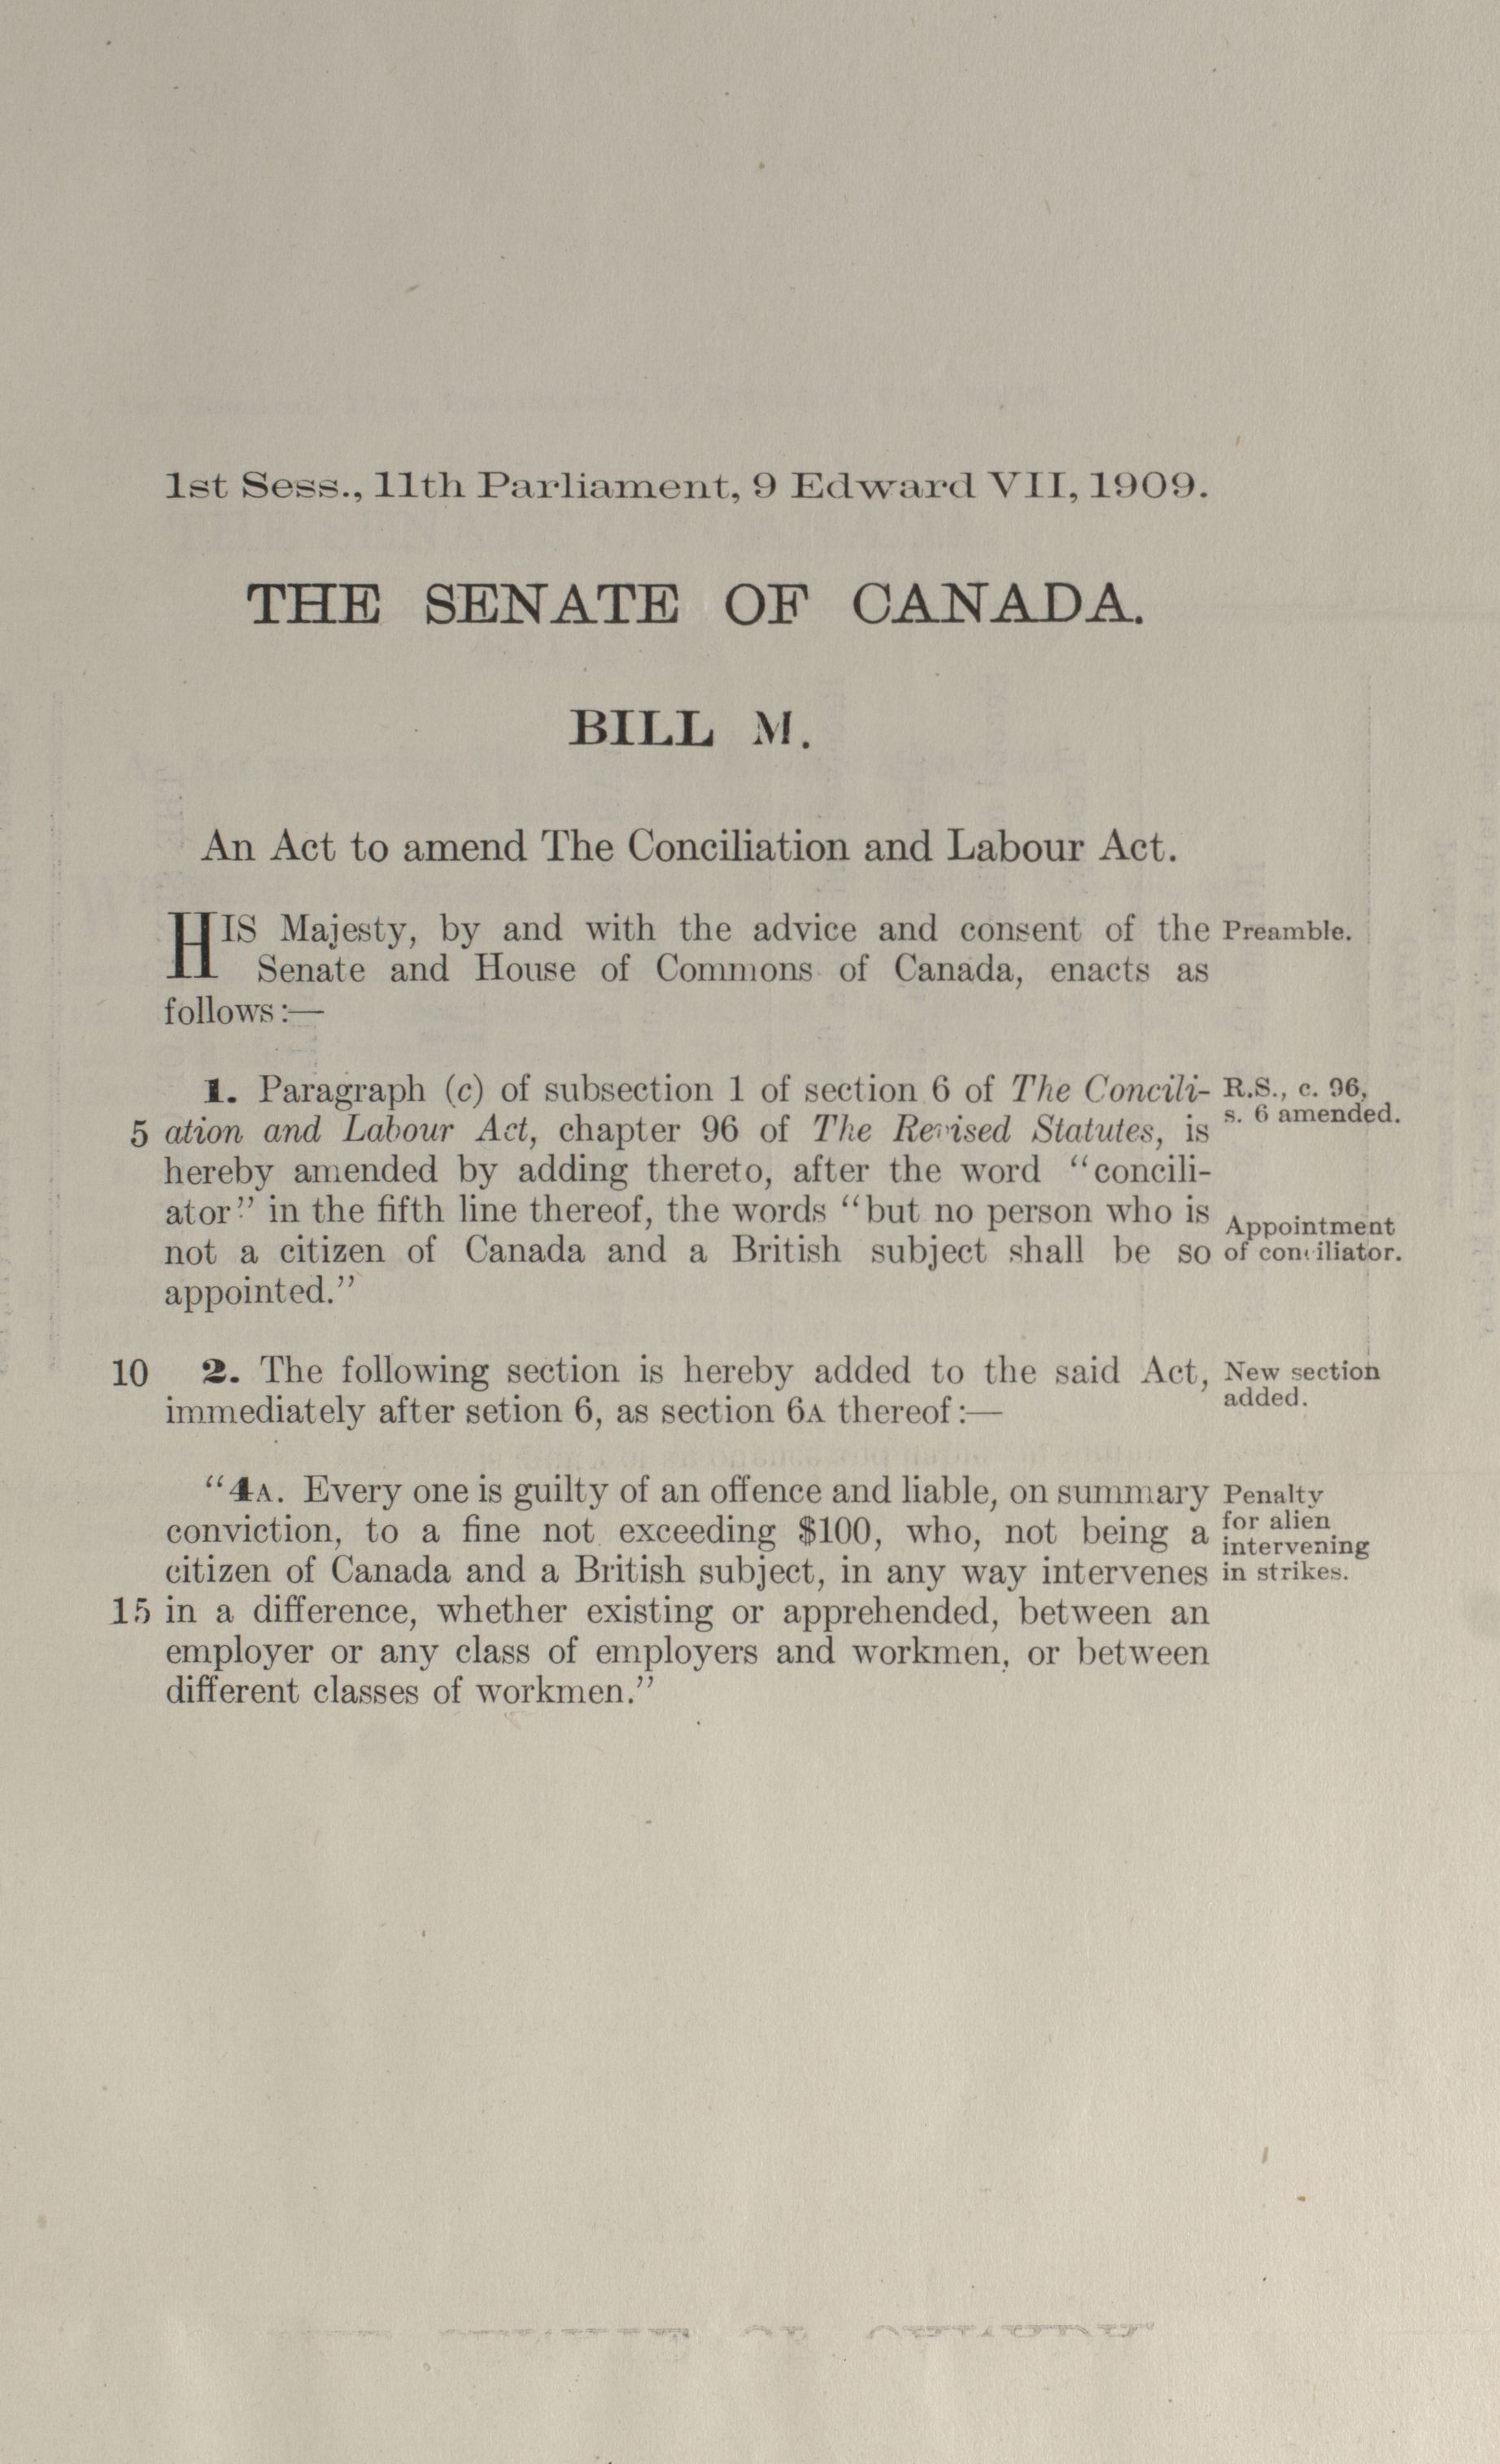 1st Sess., 11th Parliament, 9 Edward VII, 1909.
THE SENATE OF CANADA.
BILL M.
An Act to amend The Conciliation and Labour Act.
HIS Majesty, by and with the advice and consent of the Preamble.
Senate and House of Commons of Canada, enacts as
follows:—
1. Paragraph (c) of subsection 1 of section 6 of The Concili- R.S., c. 96,
s. 6 amended.
5 ation and Labour Act, chapter 96 of The Revised Statutes, is
hereby amended by adding thereto, after the word "concili-
ator" in the fifth line thereof, the words "but no person who is Appointment
not a citizen of Canada and a British subject shall be so of conciliator.
appointed."
10 2. The following section is hereby added to the said Act, New section
added.
immediately after setion 6, as section 6A thereof:—
"4A. Every one is guilty of an offence and liable, on summary Penalty
for alien
conviction, to a fine not exceeding $100, who, not being a intervening
citizen of Canada and a British subject, in any way intervenes in strikes.
15 in a difference, whether existing or apprehended, between an
employer or any class of employers and workmen, or between
different classes of workmen."